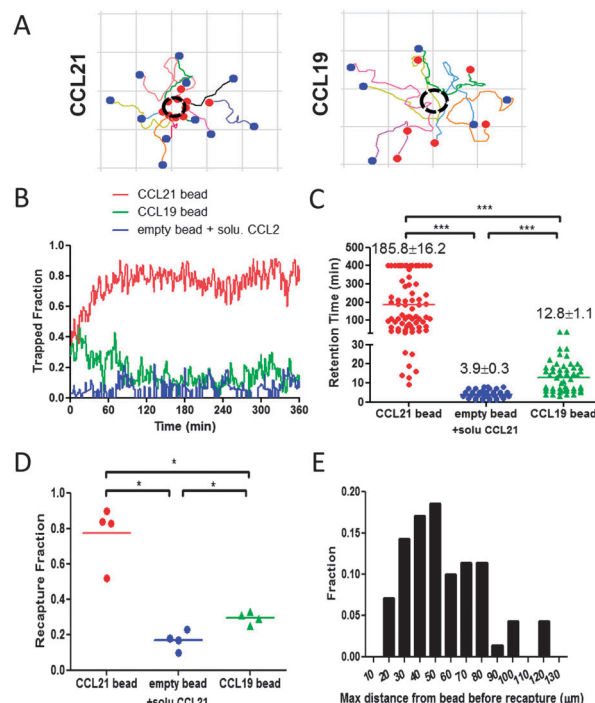 A
CCL21
CCL19
B
CCL21 bead
CCL19 bead
empty bead + solu. CCL2
Trapped Fraction
1.0
0.8
0.6
0.4
0.2
0.0
0 60 120 180 240 300 360
Time (min)
C
***
*** ***
Retention Time (min)
500
400
300
200
100
30
20
10
0
185.8±16.2
3.9±0.3
12.8±1.1
CCL21 bead empty bead CCL19 bead
+solu CCL21
D
*
* *
Recapture Fraction
1.0
0.8
0.6
0.4
0.2
0.0
CCL21 bead empty bead CCL19 bead
+solu CCL21
E
Fraction
0.20
0.15
0.10
0.05
0.00
10 20 30 40 50 60 70 80 90 100 110 120 130
Max distance from bead before recapture (μm)